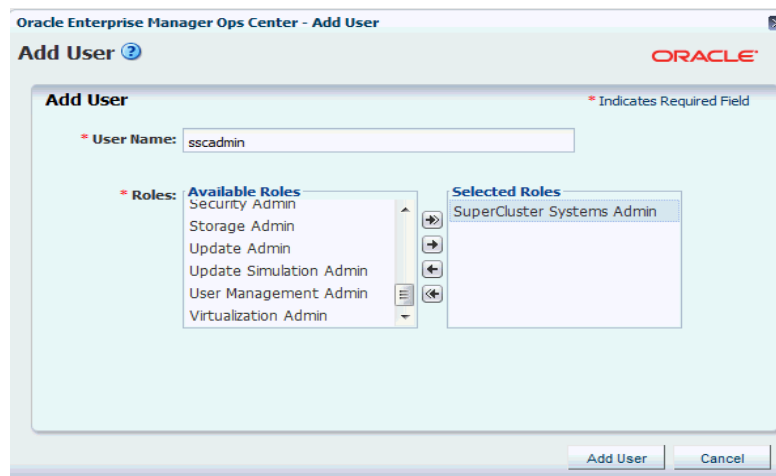 Oracle Enterprise Manager Ops Center - Add User
Add User ?
ORACLE
Add User
* Indicates Required Field
* User Name: sscadmin
* Roles:
Available Roles
Security Admin
Storage Admin
Update Admin
Update Simulation Admin
User Management Admin
Virtualization Admin
Selected Roles
SuperCluster Systems Admin
Add User
Cancel